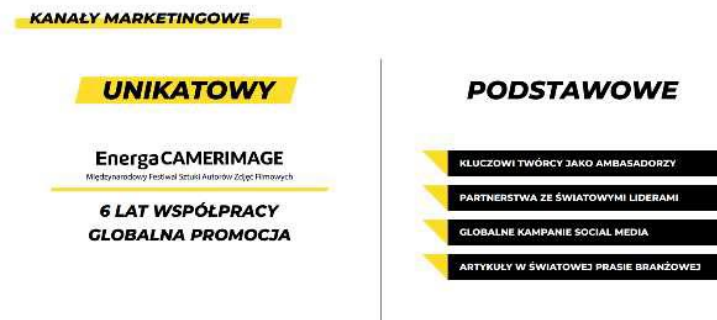 KANAŁY MARKETINGOWE
UNIKATOWY
EnergaCAMERIMAGE
Międzynarodowy Festiwal Sztuki Autorów Zdjęć Filmowych
6 LAT WSPÓŁPRACY
GLOBALNA PROMOCJA
PODSTAWOWE
KLUCZOWI TWÓRCY JAKO AMBASADORZY
PARTNERSTWA ZE ŚWIATOWYMI LIDERAMI
GLOBALNE KAMPANIE SOCIAL MEDIA
ARTYKUŁY W ŚWIATOWEJ PRASIE BRANŻOWEJ